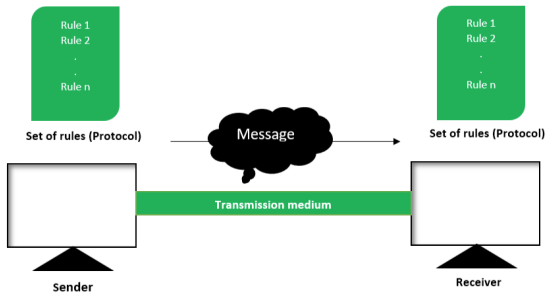 Rule 1
Rule 2
.
.
Rule n
Set of rules (Protocol)
Rule 1
Rule 2
.
.
Rule n
Set of rules (Protocol)
Message
Transmission medium
Sender
Receiver